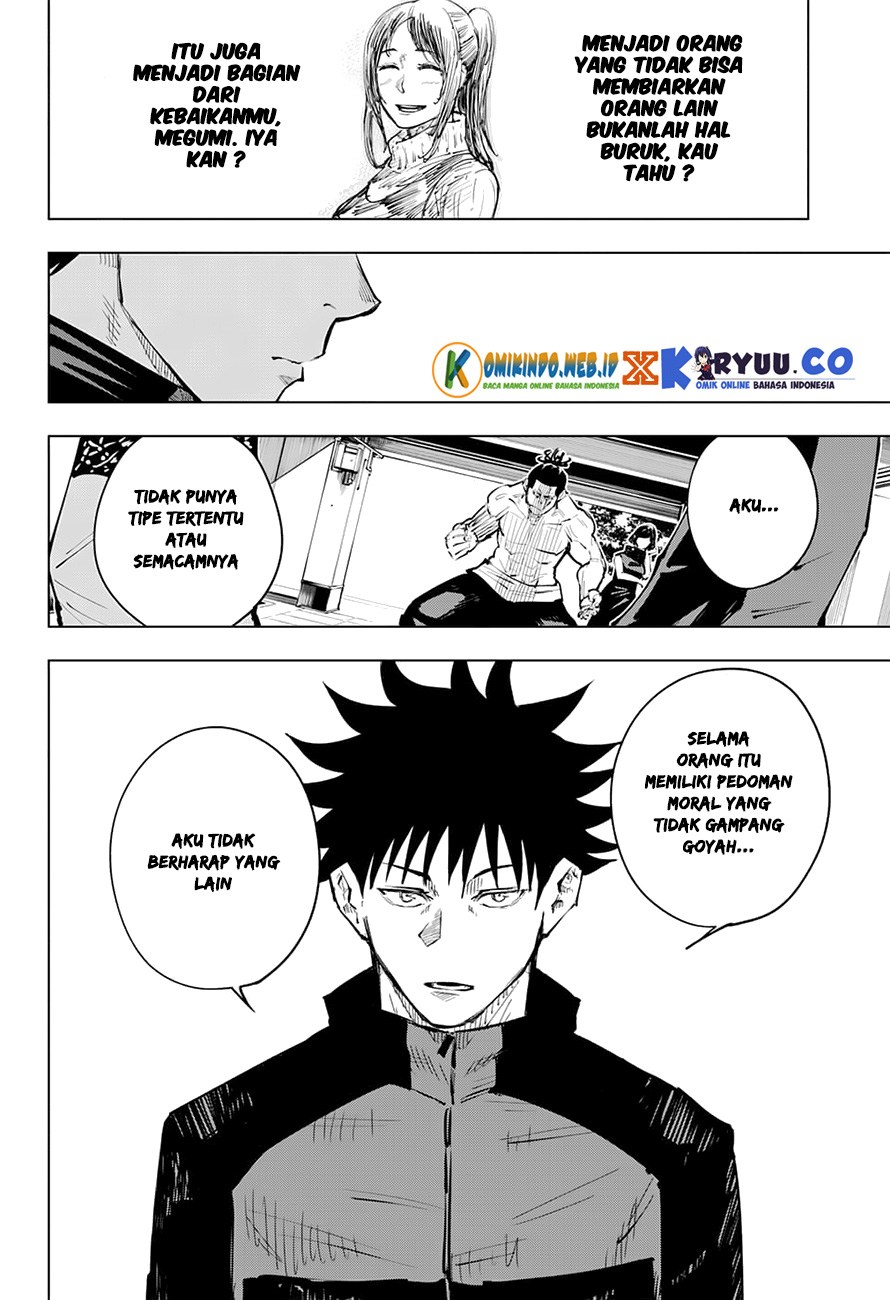 MENJADI ORANG
YANG TIDAK BISA
MEMBIARKAN
ORANG LAIN
BUKANLAH HAL
BURUK, KAU
TAHU ?
ITU JUGA
MENJADI BAGIAN
DARI
KEBAIKANMU,
MEGUMI. IYA
KAN ?
KOMIKINDO.WEB.ID X KIRYUU.CO
BACA MANGA ONLINE BAHASA INDONESIA
OMIK ONLINE BAHASA INDONESIA
AKU...
TIDAK PUNYA
TIPE TERTENTU
ATAU
SEMACAMNYA
SELAMA
ORANG ITU
MEMILIKI PEDOMAN
MORAL YANG
TIDAK GAMPANG
GOYAH...
AKU TIDAK
BERHARAP YANG
LAIN